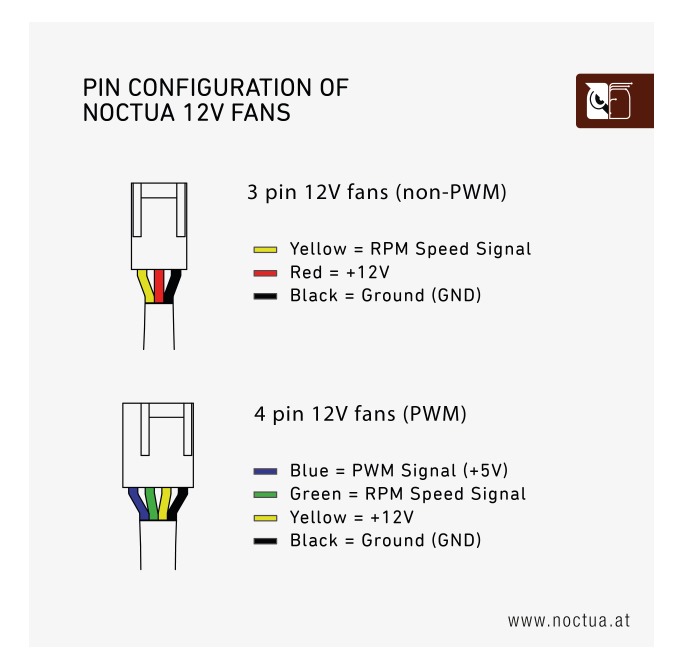 PIN CONFIGURATION OF
NOCTUA 12V FANS
3 pin 12V fans (non-PWM)
Yellow = RPM Speed Signal
Red = +12V
Black = Ground (GND)
4 pin 12V fans (PWM)
Blue = PWM Signal (+5V)
Green = RPM Speed Signal
Yellow = +12V
Black = Ground (GND)
www.noctua.at